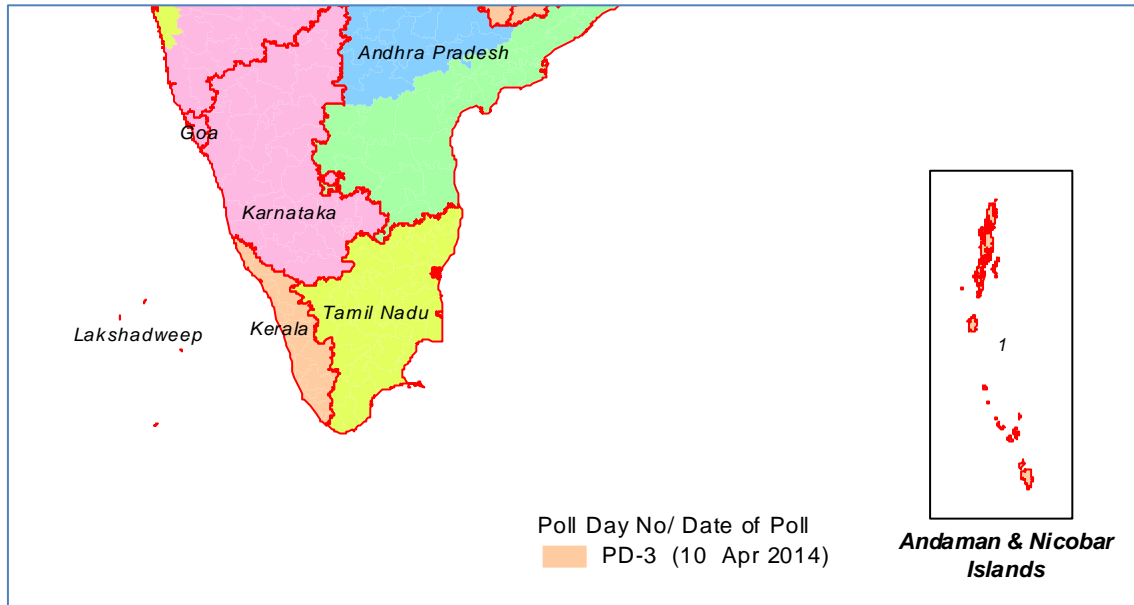 Andhra Pradesh
Goa
Karnataka
Tamil Nadu
Kerala
Lakshadweep
1
Poll Day No/ Date of Poll
PD-3 (10 Apr 2014)
Andaman & Nicobar
Islands